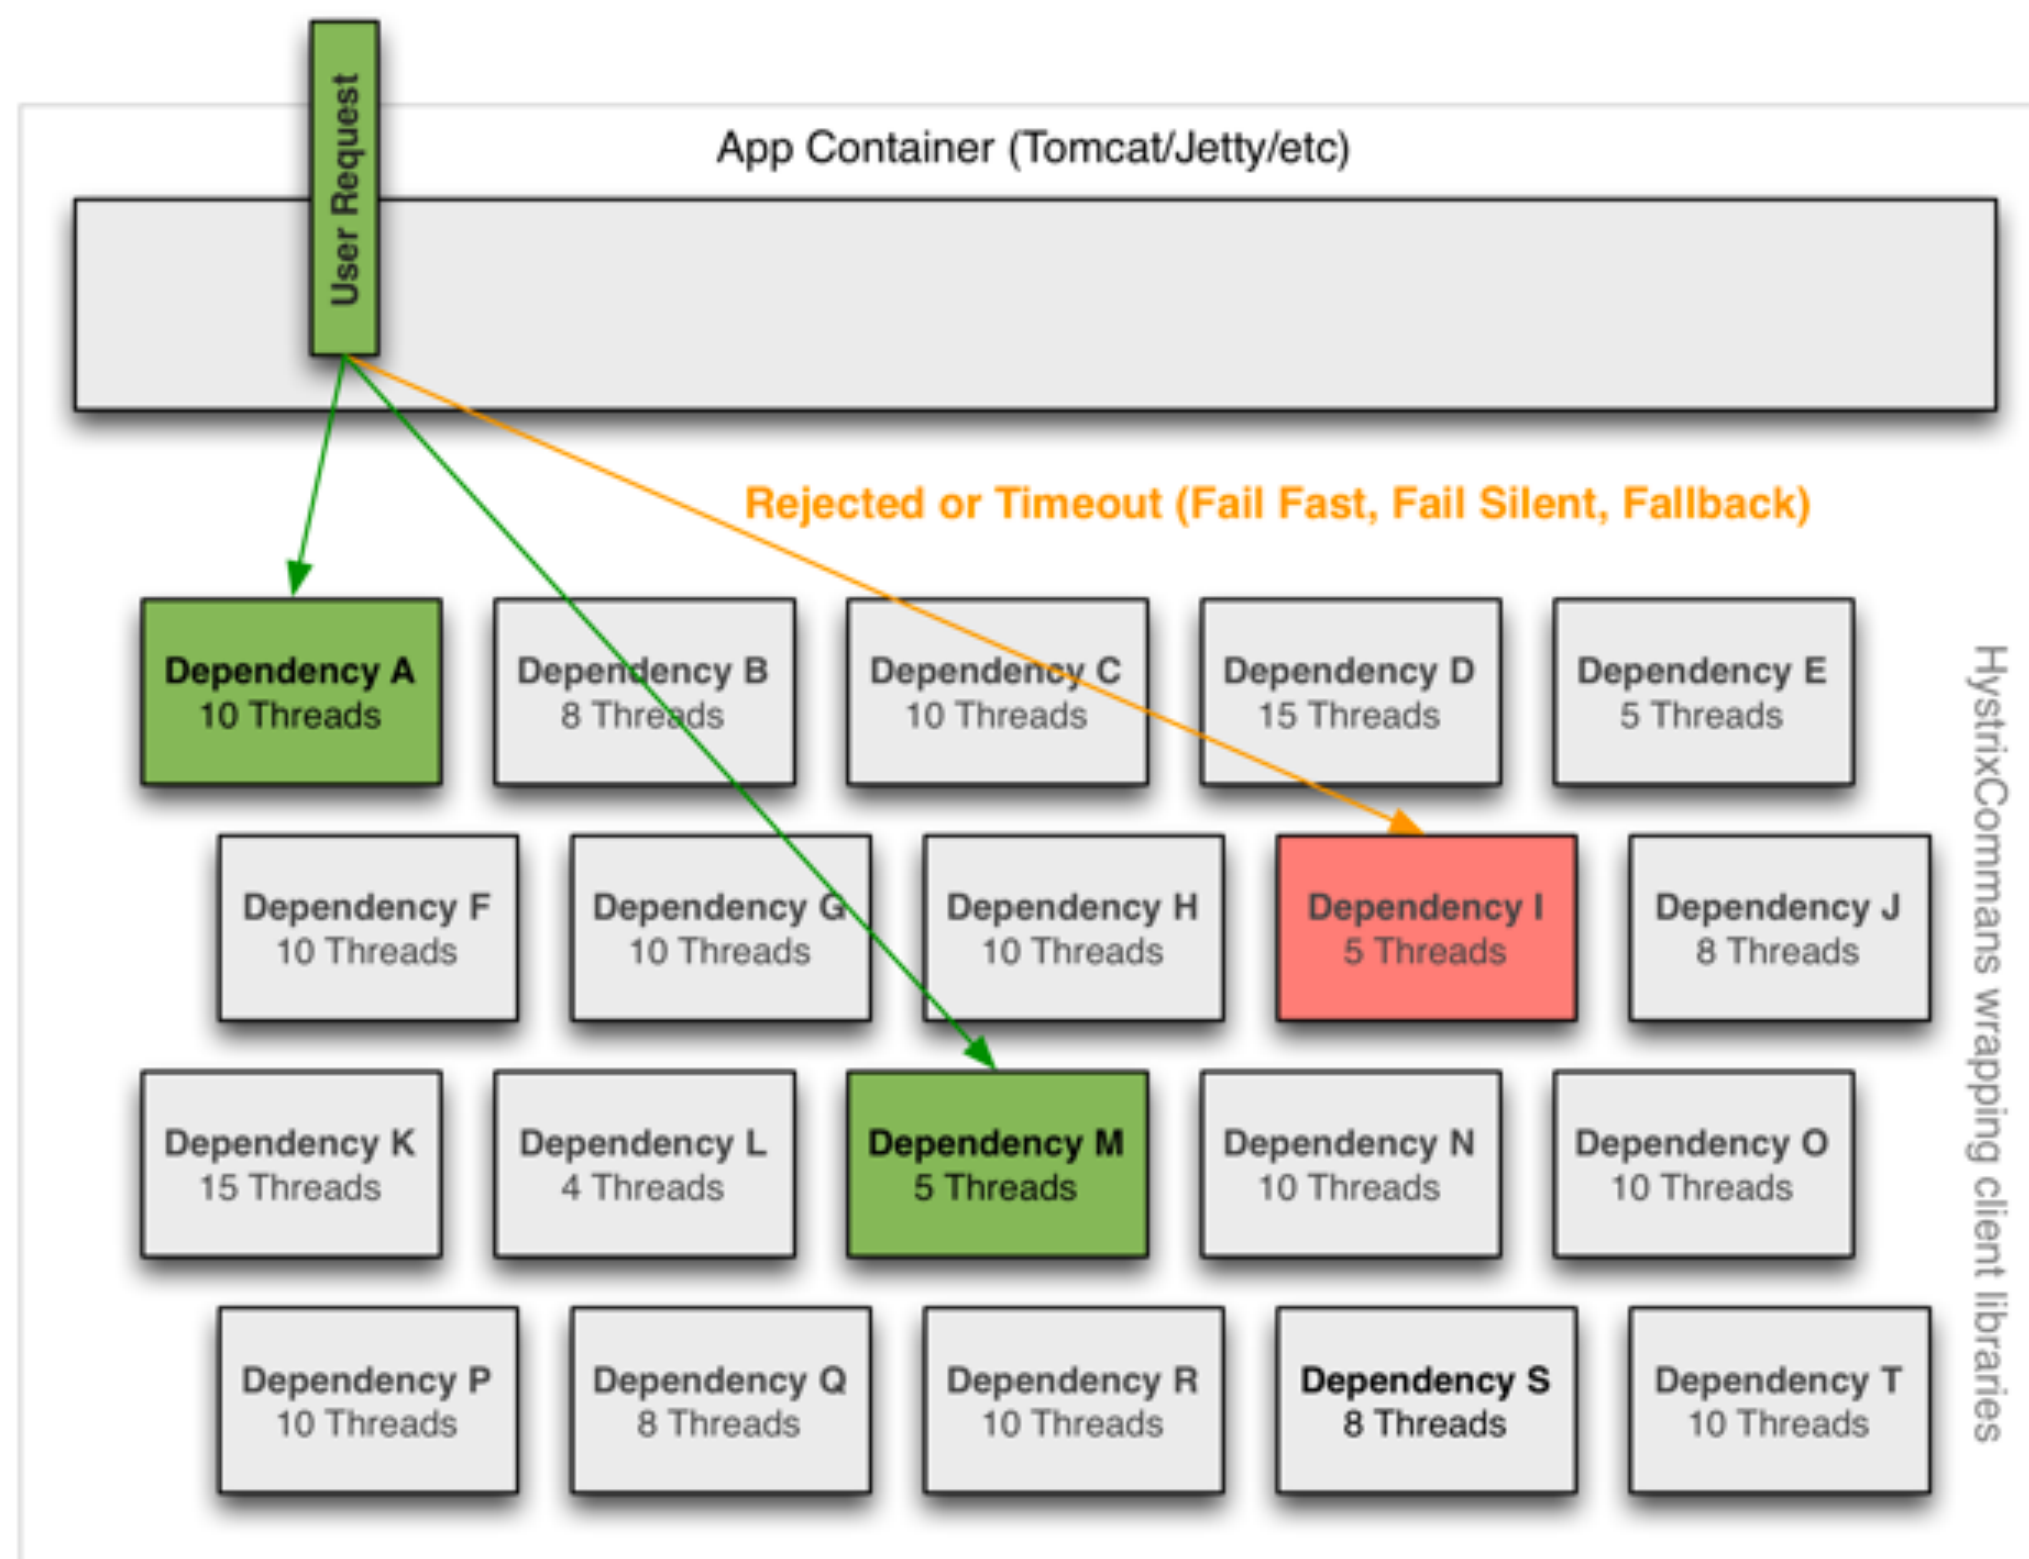 User Request
App Container (Tomcat/Jetty/etc)
Rejected or Timeout (Fail Fast, Fail Silent, Fallback)
Dependency A
10 Threads
Dependency B
8 Threads
Dependency C
10 Threads
Dependency D
15 Threads
Dependency E
5 Threads
Dependency F
10 Threads
Dependency G
10 Threads
Dependency H
10 Threads
Dependency I
5 Threads
Dependency J
8 Threads
Dependency K
15 Threads
Dependency L
4 Threads
Dependency M
5 Threads
Dependency N
10 Threads
Dependency O
10 Threads
Dependency P
10 Threads
Dependency Q
8 Threads
Dependency R
10 Threads
Dependency S
8 Threads
Dependency T
10 Threads
HystrixCommans wrapping client libraries